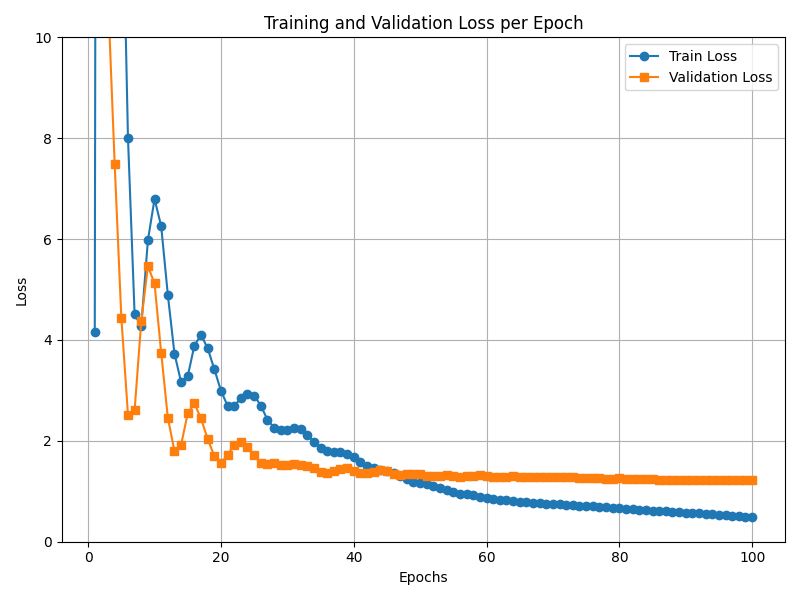 Training and Validation Loss per Epoch
Train Loss
Validation Loss
10
8
6
4
2
0
Loss
0 20 40 60 80 100
Epochs